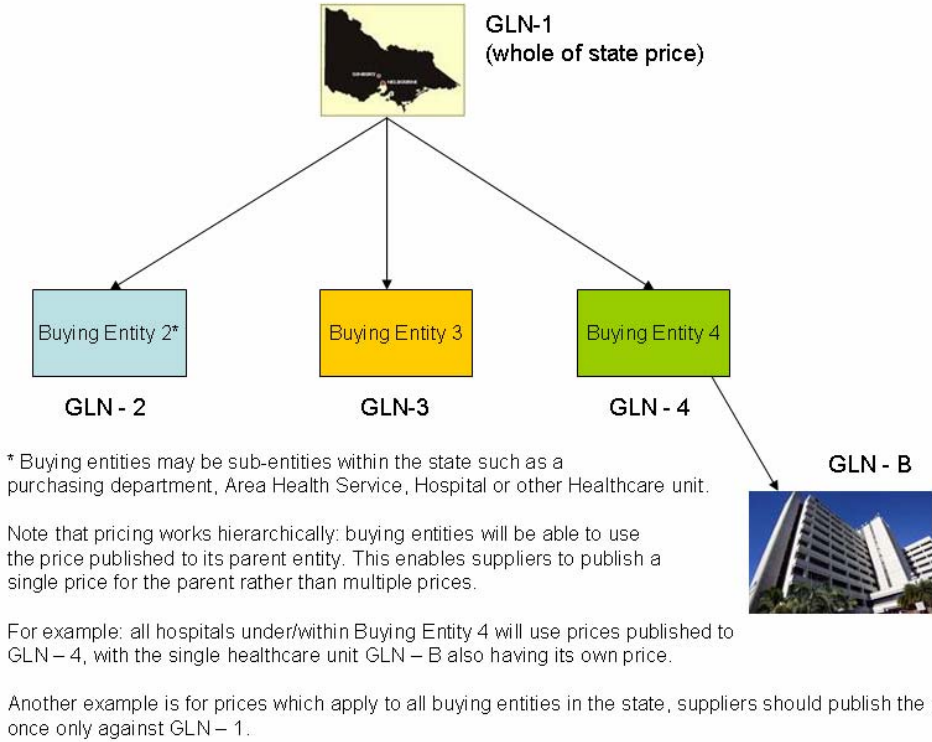 GLN-1
(whole of state price)
SUNBURY
MELBOURNE
Buying Entity 2*
Buying Entity 3
Buying Entity 4
GLN - 2
GLN-3
GLN - 4
GLN - B
* Buying entities may be sub-entities within the state such as a
purchasing department, Area Health Service, Hospital or other Healthcare unit.
Note that pricing works hierarchically: buying entities will be able to use
the price published to its parent entity. This enables suppliers to publish a
single price for the parent rather than multiple prices.
For example: all hospitals under/within Buying Entity 4 will use prices published to
GLN – 4, with the single healthcare unit GLN – B also having its own price.
Another example is for prices which apply to all buying entities in the state, suppliers should publish the
once only against GLN – 1.